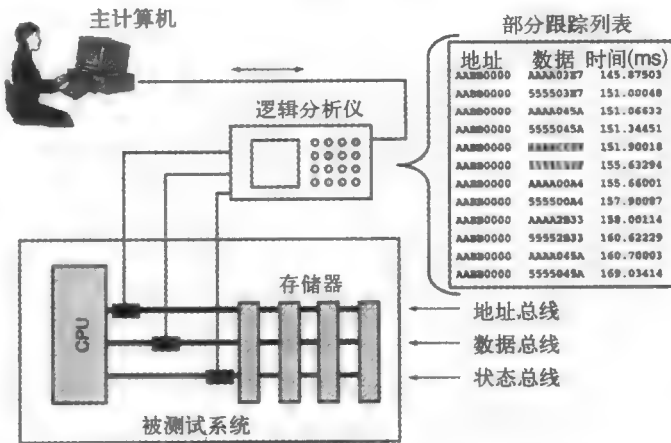 主计算机
部分跟踪列表
地址 数据 时间(ms)
AABB0000 AAAA03E7 145.87503
AABB0000 555503E7 151.00048
AABB0000 AAAA045A 151.06632
AABB0000 5555045A 151.34451
AABB0000 151.90018
AABB0000 155.63294
AABB0000 AAAA00A4 155.66001
AABB0000 555500A4 157.90087
AABB0000 AAAA2B33 158.00114
AABB0000 55552B33 160.62229
AABB0000 AAAA045A 160.70003
AABB0000 5555045A 169.03414
逻辑分析仪
存储器
CPU
地址总线
数据总线
状态总线
被测试系统